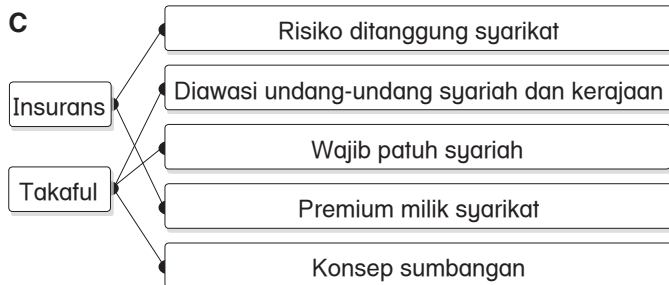 C
Risiko ditanggung syarikat
Diawasi undang-undang syariah dan kerajaan
Insurans
Wajib patuh syariah
Takaful
Premium milik syarikat
Konsep sumbangan